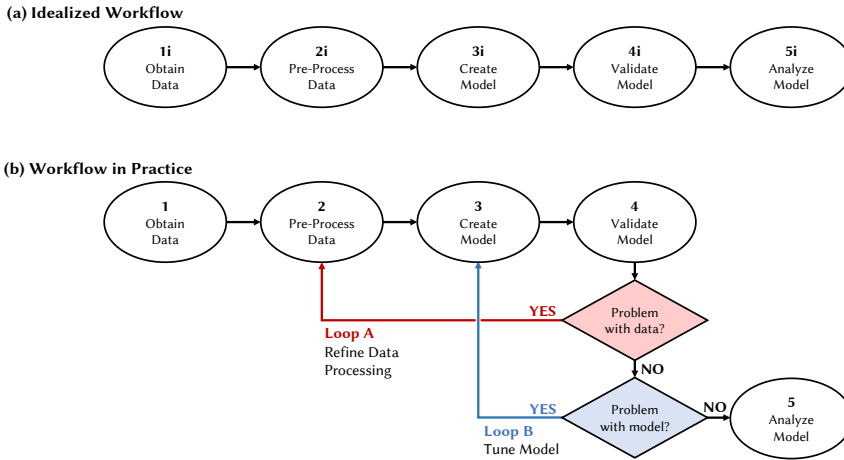 (a) Idealized Workflow
1i
Obtain
Data
2i
Pre-Process
Data
3i
Create
Model
4i
Validate
Model
5i
Analyze
Model
(b) Workflow in Practice
1
Obtain
Data
2
Pre-Process
Data
3
Create
Model
4
Validate
Model
Problem
with data?
YES
Loop A
Refine Data
Processing
NO
Problem
with model?
YES
Loop B
Tune Model
NO
5
Analyze
Model